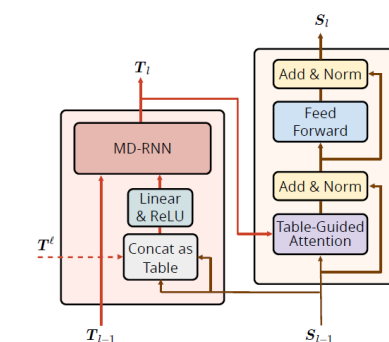 S_l
T_l
Add & Norm
MD-RNN
Feed
Forward
Add & Norm
Linear
& ReLU
Table-Guided
Attention
T^ℓ
Concat as
Table
T_{l−1}
S_{l−1}